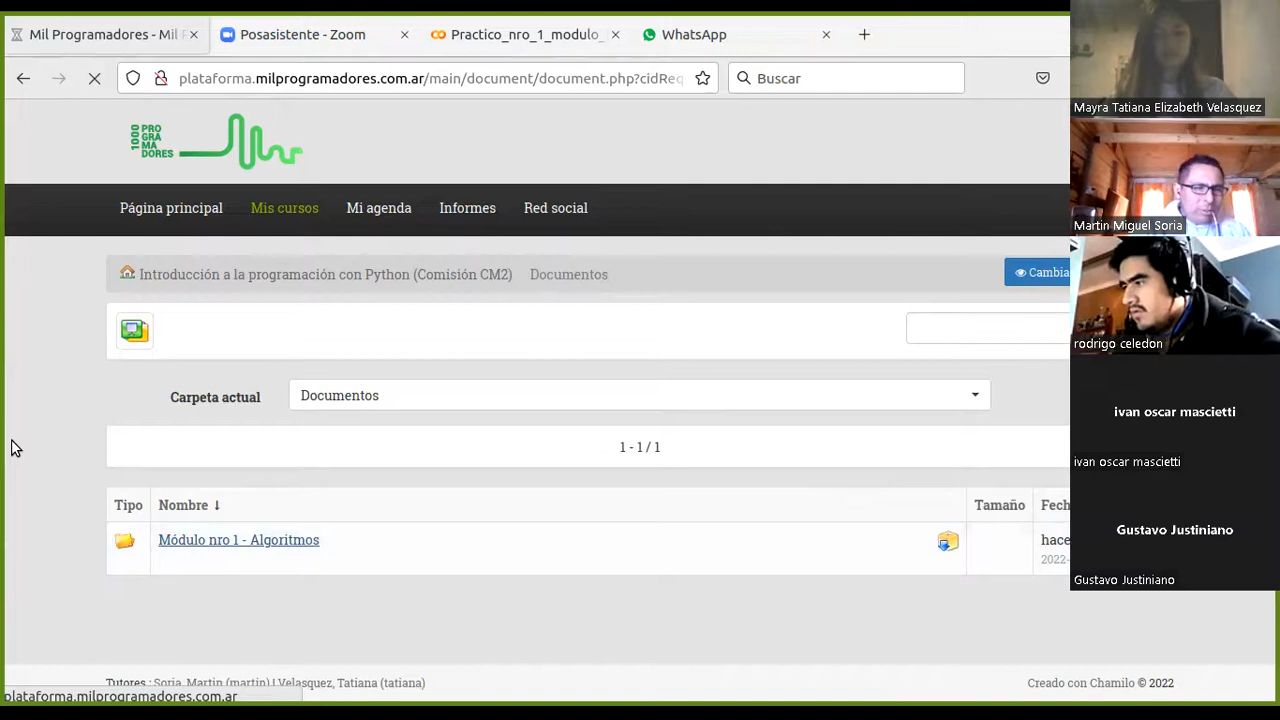 Mil Programadores - Mil P
Posasistente - Zoom
Practico_nro_1_modulo_
WhatsApp
plataforma.milprogramadores.com.ar/main/document/document.php?cidReq
Buscar
1000
PRO
GRA
MA
DORES
Página principal
Mis cursos
Mi agenda
Informes
Red social
Introducción a la programación con Python (Comisión CM2)
Documentos
Cambia
Carpeta actual
Documentos
1 - 1 / 1
Tipo
Nombre ↓
Tamaño
Fech
Módulo nro 1 - Algoritmos
hace
2022-
Tutores : Soria, Martin (martin) | Velasquez, Tatiana (tatiana)
Creado con Chamilo © 2022
plataforma.milprogramadores.com.ar
Mayra Tatiana Elizabeth Velasquez
Martin Miguel Soria
rodrigo celedon
ivan oscar mascietti
ivan oscar mascietti
Gustavo Justiniano
Gustavo Justiniano